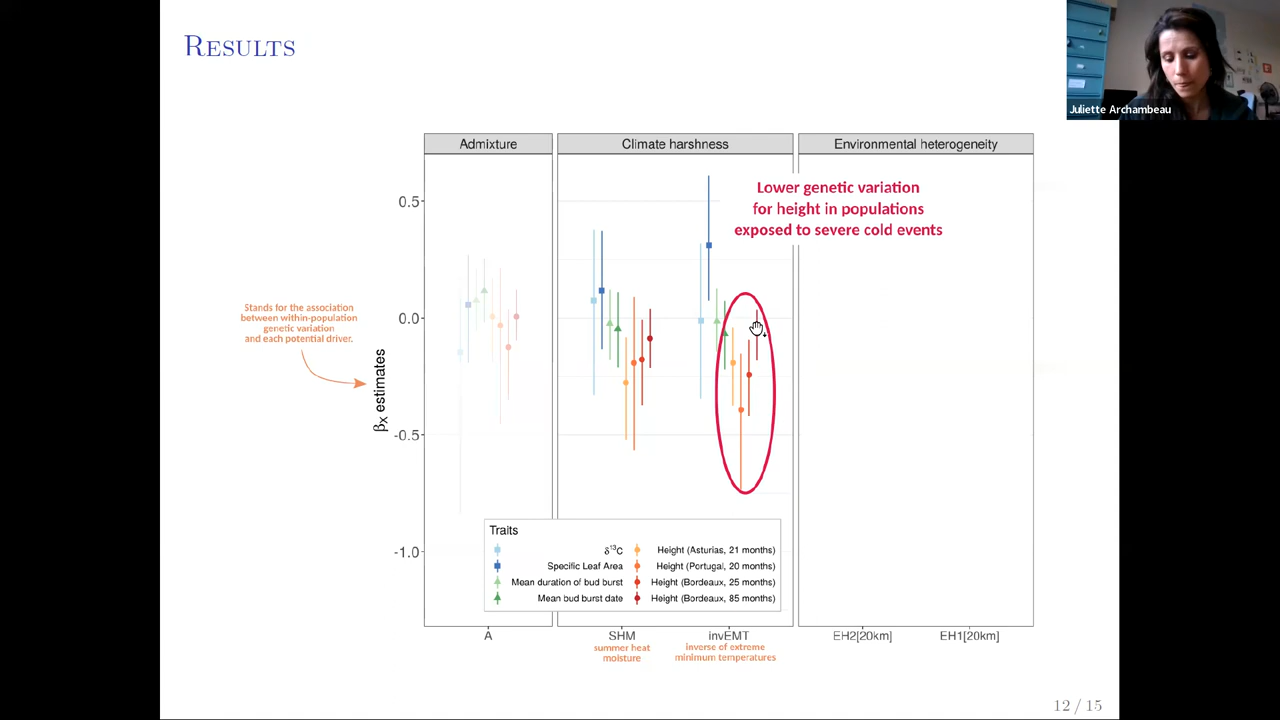 RESULTS
Juliette Archambeau
Admixture
Climate harshness
Environmental heterogeneity
Lower genetic variation
for height in populations
exposed to severe cold events
0.5
0.0
-0.5
-1.0
Stands for the association
between within-population
genetic variation
and each potential driver.
βX estimates
Traits
δ13C
Specific Leaf Area
Mean duration of bud burst
Mean bud burst date
Height (Asturias, 21 months)
Height (Portugal, 20 months)
Height (Bordeaux, 25 months)
Height (Bordeaux, 85 months)
A
SHM
summer heat
moisture
invEMT
inverse of extreme
minimum temperatures
EH2[20km]
EH1[20km]
12 / 15